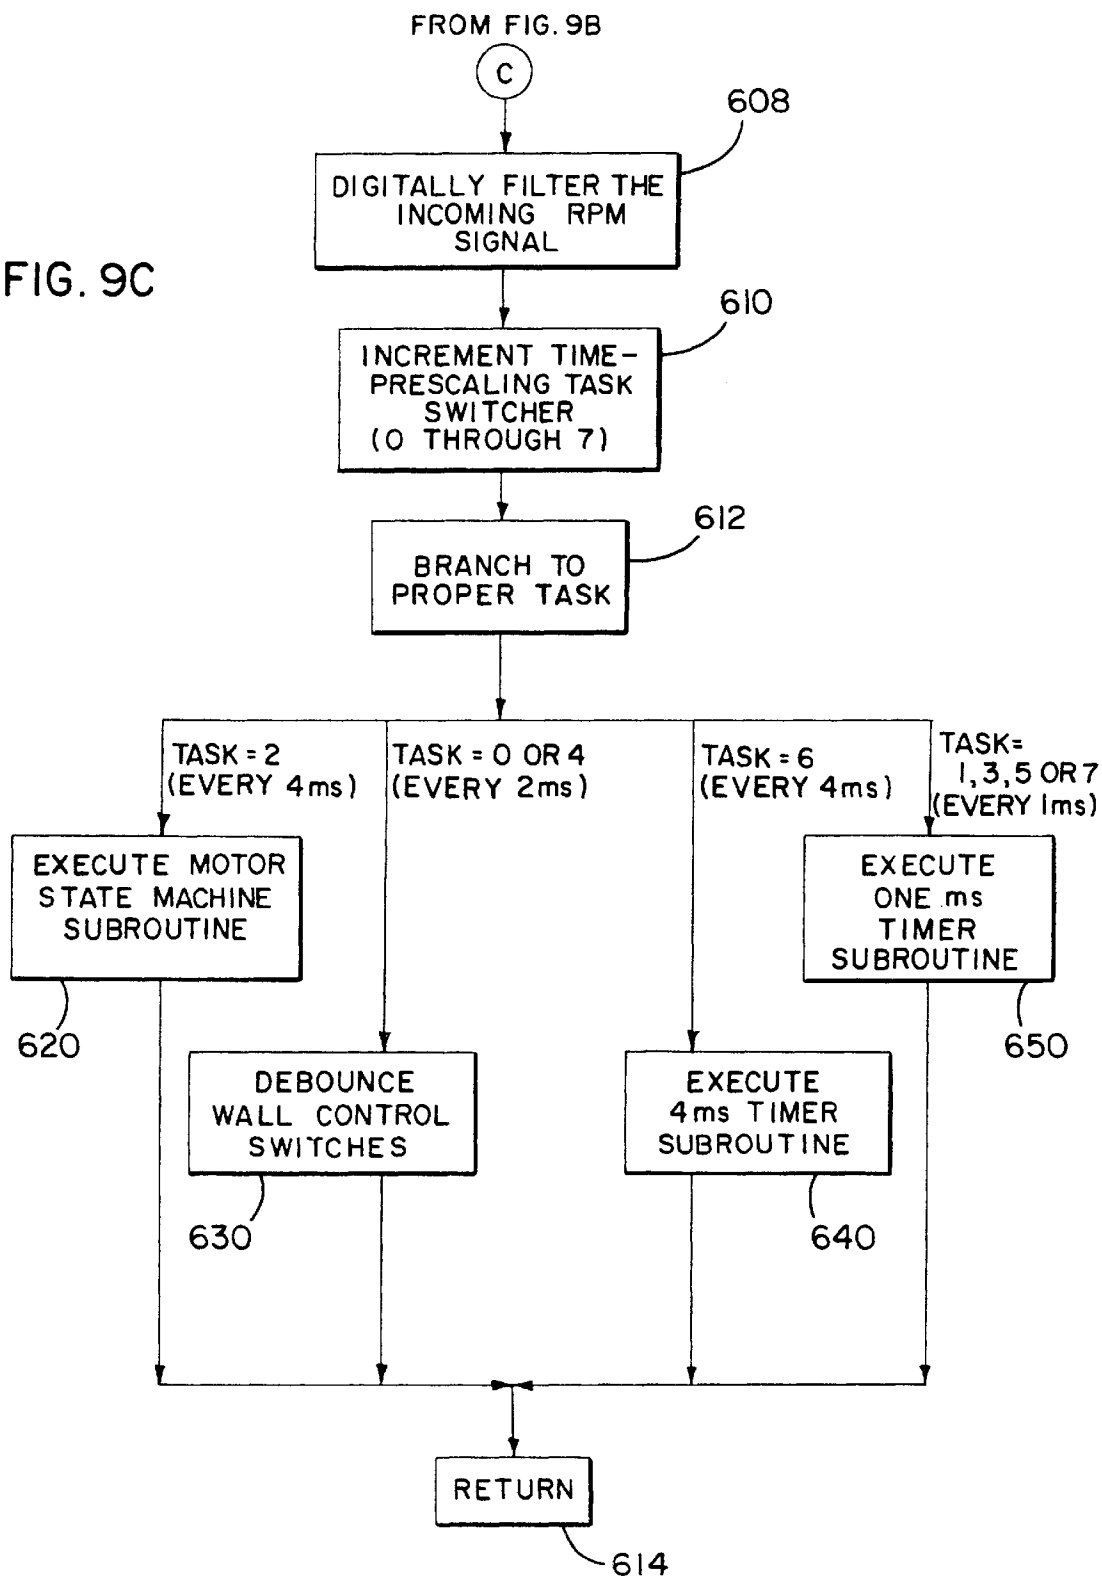 FROM FIG. 9B
C
608
DIGITALLY FILTER THE
INCOMING RPM
SIGNAL
FIG. 9C
610
INCREMENT TIME-
PRESCALING TASK
SWITCHER
(0 THROUGH 7)
612
BRANCH TO
PROPER TASK
TASK = 2
(EVERY 4ms)
TASK = 0 OR 4
(EVERY 2ms)
TASK = 6
(EVERY 4ms)
TASK=
1,3,5 OR 7
(EVERY 1ms)
EXECUTE MOTOR
STATE MACHINE
SUBROUTINE
620
EXECUTE
ONE ms
TIMER
SUBROUTINE
650
DEBOUNCE
WALL CONTROL
SWITCHES
630
EXECUTE
4ms TIMER
SUBROUTINE
640
RETURN
614